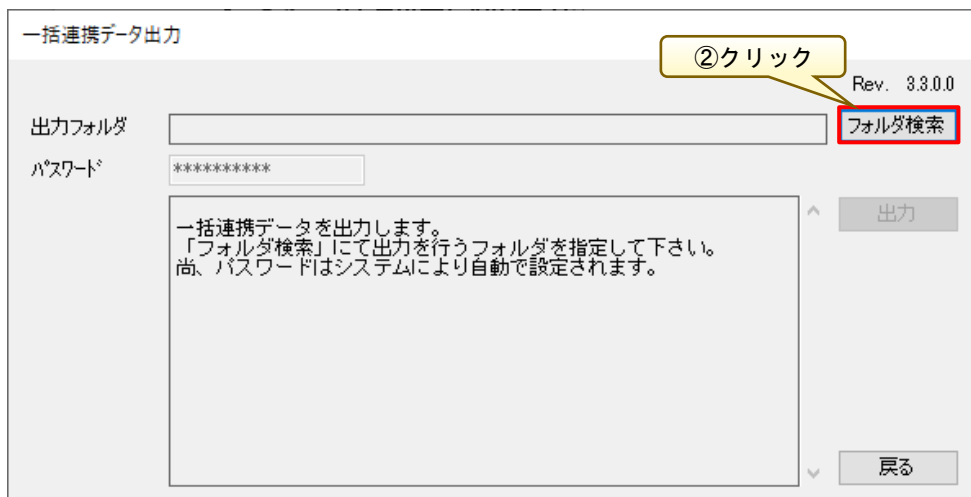 一括連携データ出力
②クリック
Rev. 3.3.0.0
出力フォルダ
フォルダ検索
パスワード
**********
一括連携データを出力します。
「フォルダ検索」にて出力を行うフォルダを指定して下さい。
尚、パスワードはシステムにより自動で設定されます。
出力
戻る